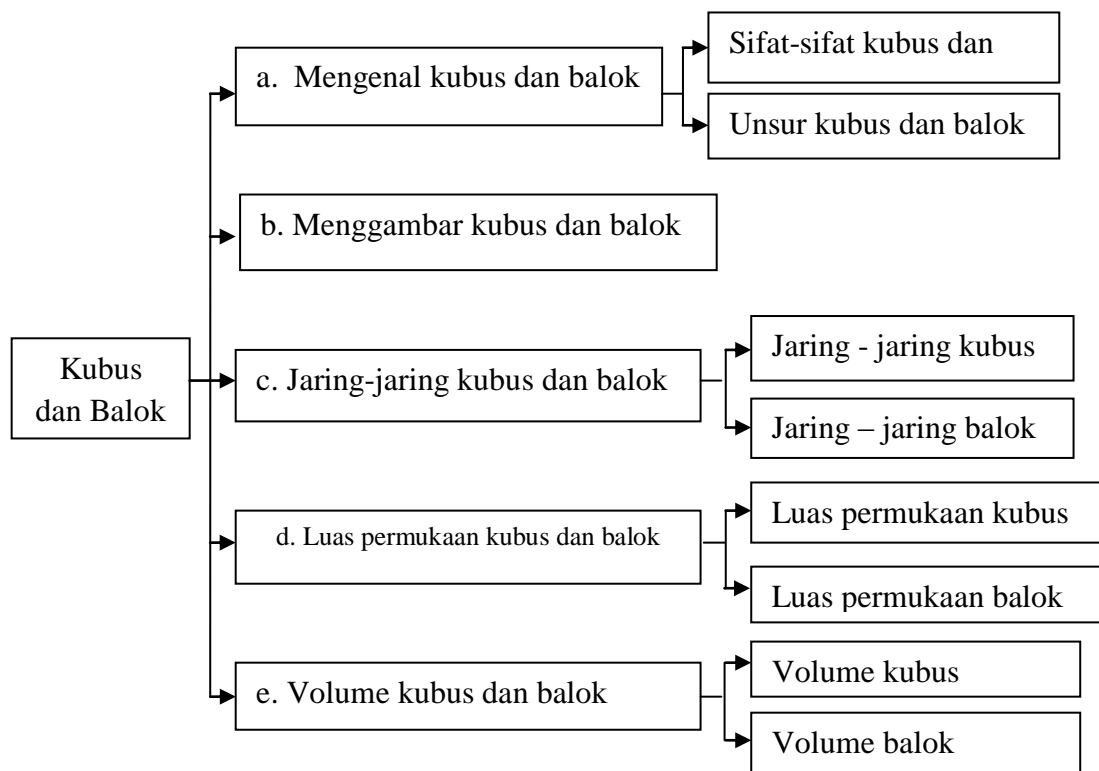 Kubus
dan Balok
a. Mengenal kubus dan balok
Sifat-sifat kubus dan
Unsur kubus dan balok
b. Menggambar kubus dan balok
c. Jaring-jaring kubus dan balok
Jaring - jaring kubus
Jaring – jaring balok
d. Luas permukaan kubus dan balok
Luas permukaan kubus
Luas permukaan balok
e. Volume kubus dan balok
Volume kubus
Volume balok